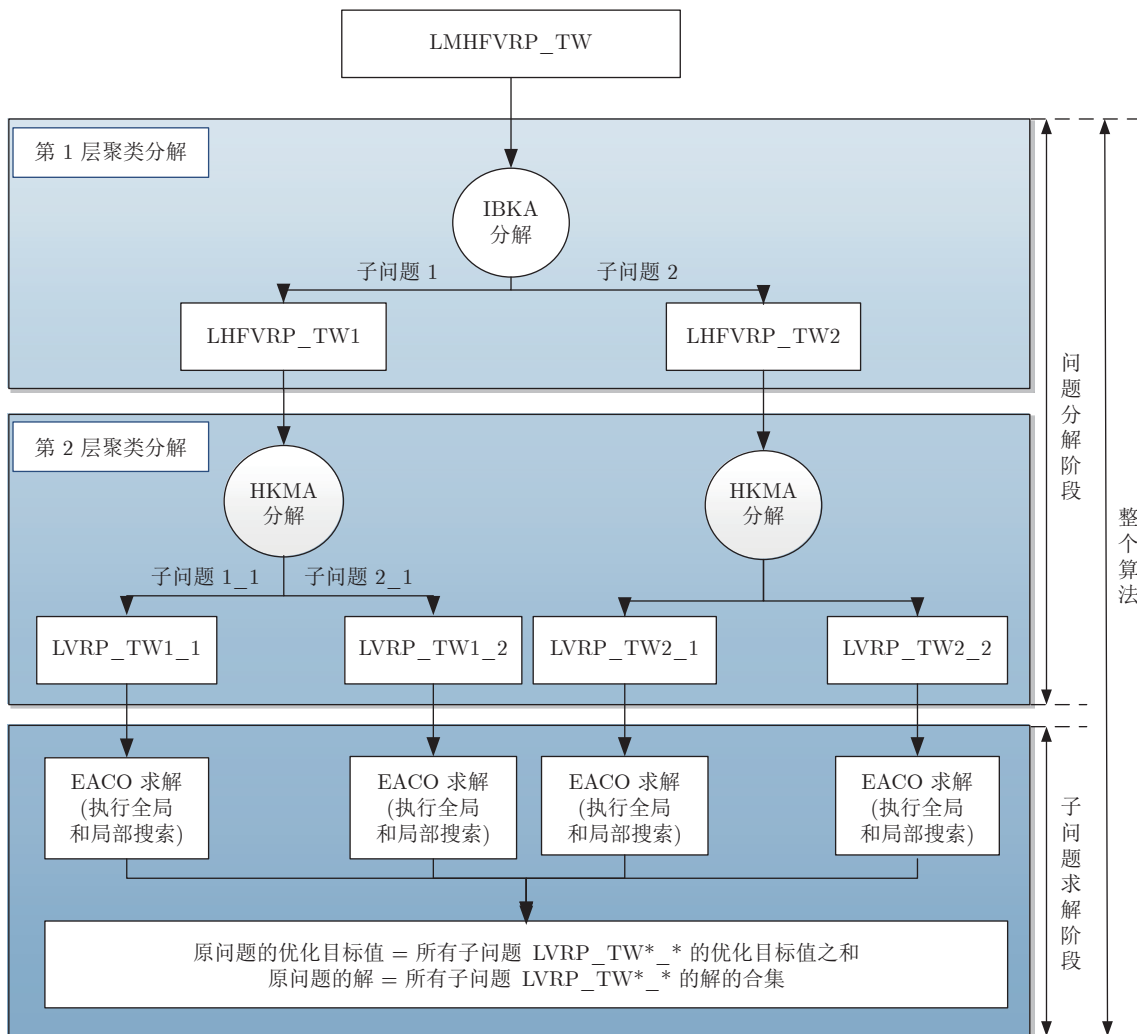 LMHFVRP_TW
第 1 层聚类分解
IBKA
分解
子问题 1
子问题 2
LHFVRP_TW1
LHFVRP_TW2
第 2 层聚类分解
HKMA
分解
HKMA
分解
子问题 1_1
子问题 2_1
LVRP_TW1_1
LVRP_TW1_2
LVRP_TW2_1
LVRP_TW2_2
EACO 求解
(执行全局
和局部搜索)
EACO 求解
(执行全局
和局部搜索)
EACO 求解
(执行全局
和局部搜索)
EACO 求解
(执行全局
和局部搜索)
原问题的优化目标值 = 所有子问题 LVRP_TW*_* 的优化目标值之和
原问题的解 = 所有子问题 LVRP_TW*_* 的解的合集
问题分解阶段
子问题求解阶段
整个算法